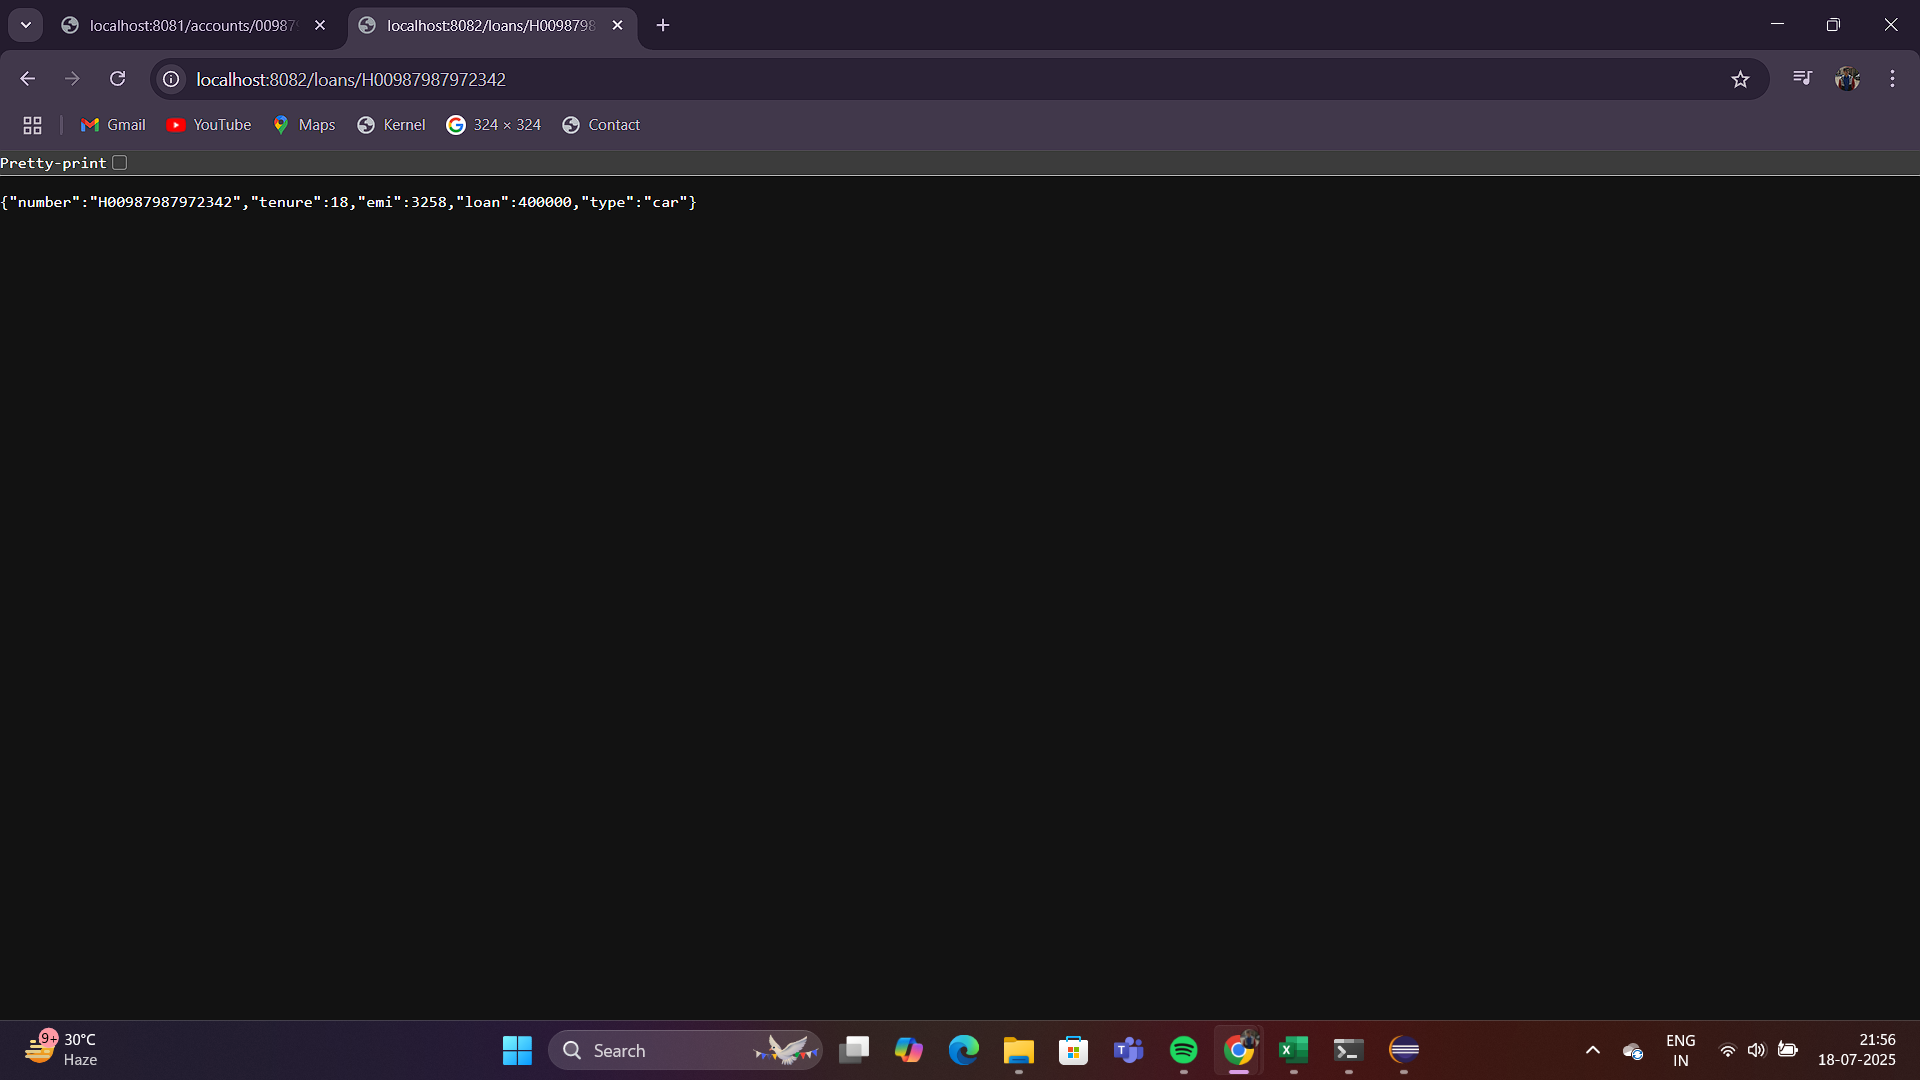 localhost:8081/accounts/00987
localhost:8082/loans/H0098798
localhost:8082/loans/H00987987972342
Gmail
YouTube
Maps
Kernel
324 × 324
Contact
Pretty-print
{"number":"H00987987972342","tenure":18,"emi":3258,"loan":400000,"type":"car"}
9+
30°C
Haze
Search
ENG
IN
21:56
18-07-2025